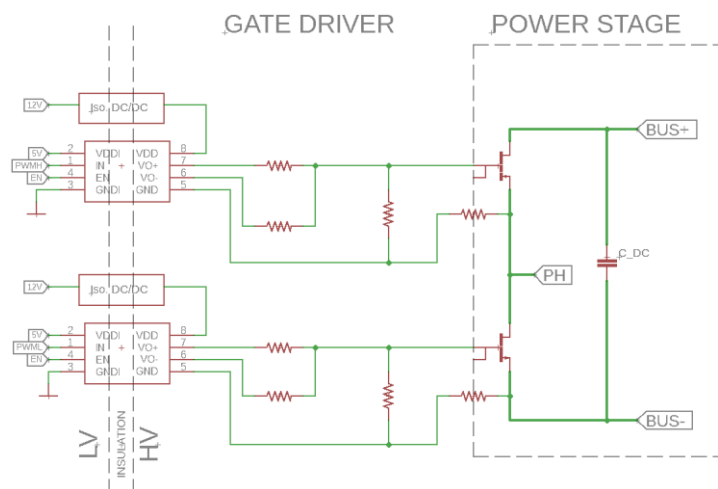 GATE DRIVER
POWER STAGE
12V
Iso DC/DC
5V 2 VDDI VDD 8
PWMH 1 IN VO+ 7
EN 4 EN VO- 6
3 GNDI GND 5
BUS+
C_DC
PH
12V
Iso DC/DC
5V 2 VDDI VDD 8
PWML 1 IN VO+ 7
EN 4 EN VO- 6
3 GNDI GND 5
BUS-
LV
INSULATION
HV